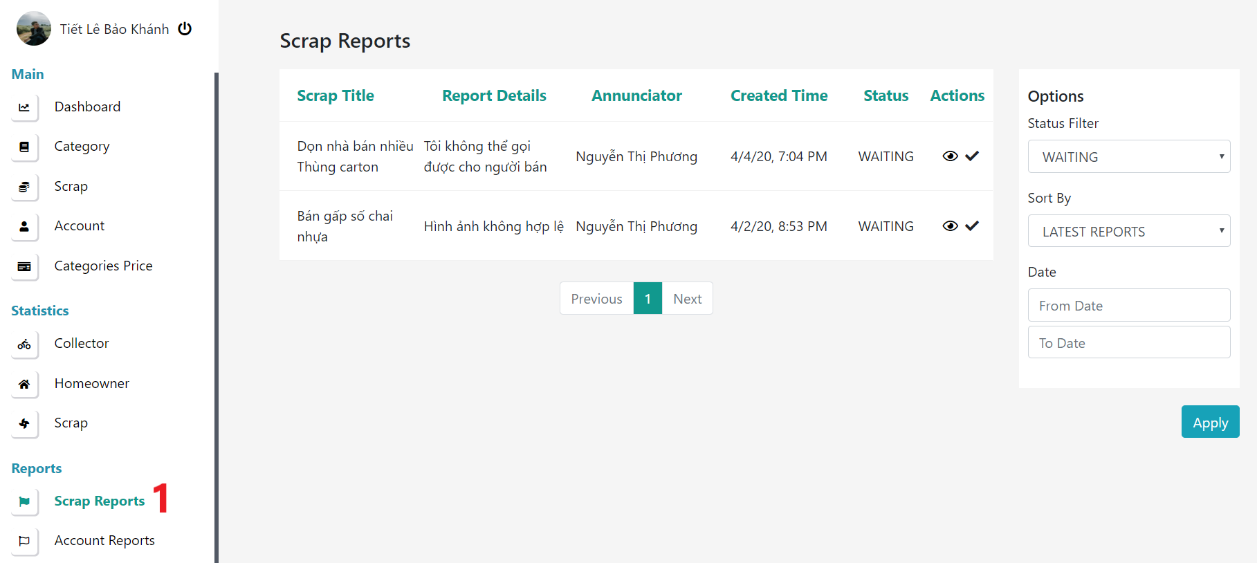 Tiết Lê Bảo Khánh
Main
Dashboard
Category
Scrap
Account
Categories Price
Statistics
Collector
Homeowner
Scrap
Reports
Scrap Reports 1
Account Reports
Scrap Reports
Scrap Title Report Details Annunciator Created Time Status Actions
Dọn nhà bán nhiều
Thùng carton
Tôi không thể gọi
được cho người bán
Nguyễn Thị Phương 4/4/20, 7:04 PM WAITING
Bán gấp số chai
nhựa
Hình ảnh không hợp lệ Nguyễn Thị Phương 4/2/20, 8:53 PM WAITING
Previous 1 Next
Options
Status Filter
WAITING
Sort By
LATEST REPORTS
Date
From Date
To Date
Apply